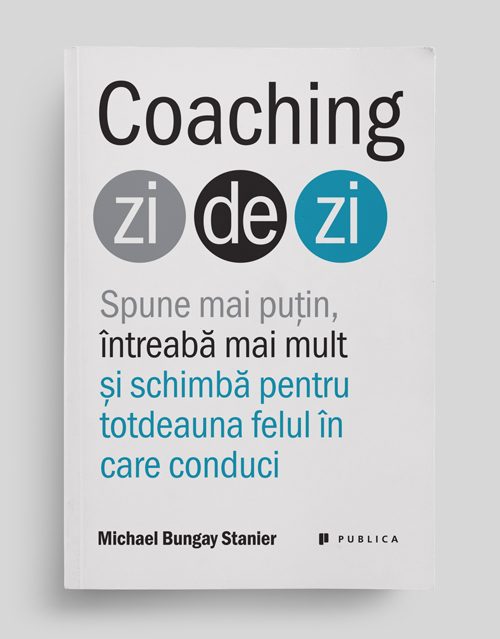 Coaching
zi de zi
Spune mai puțin,
întreabă mai mult
și schimbă pentru
totdeauna felul în
care conduci
Michael Bungay Stanier PUBLICA